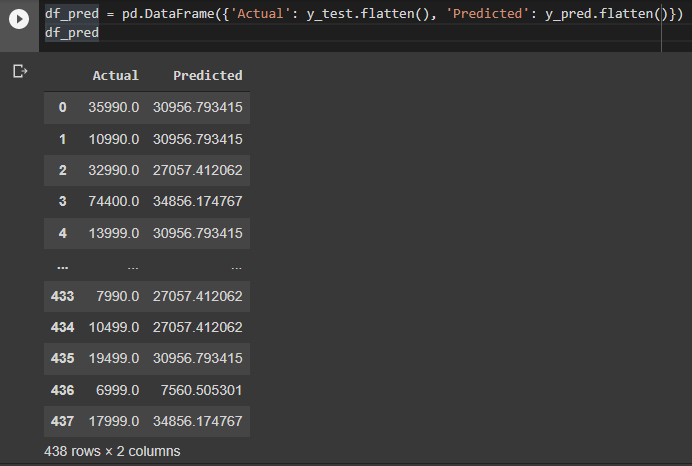 df_pred = pd.DataFrame({'Actual': y_test.flatten(), 'Predicted': y_pred.flatten()})
df_pred
Actual Predicted
0 35990.0 30956.793415
1 10990.0 30956.793415
2 32990.0 27057.412062
3 74400.0 34856.174767
4 13999.0 30956.793415
... ... ...
433 7990.0 27057.412062
434 10499.0 27057.412062
435 19499.0 30956.793415
436 6999.0 7560.505301
437 17999.0 34856.174767
438 rows × 2 columns